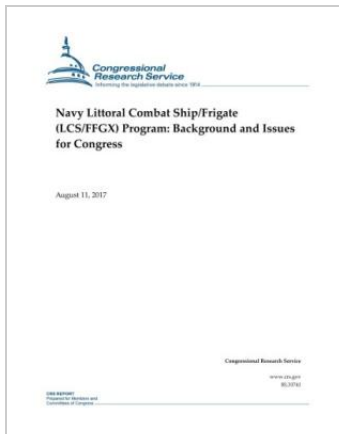 Congressional
Research Service
Informing the legislative debate since 1914
Navy Littoral Combat Ship/Frigate
(LCS/FFGX) Program: Background and Issues
for Congress
August 11, 2017
Congressional Research Service
www.crs.gov
CRS REPORT
Prepared for Members and
Committees of Congress